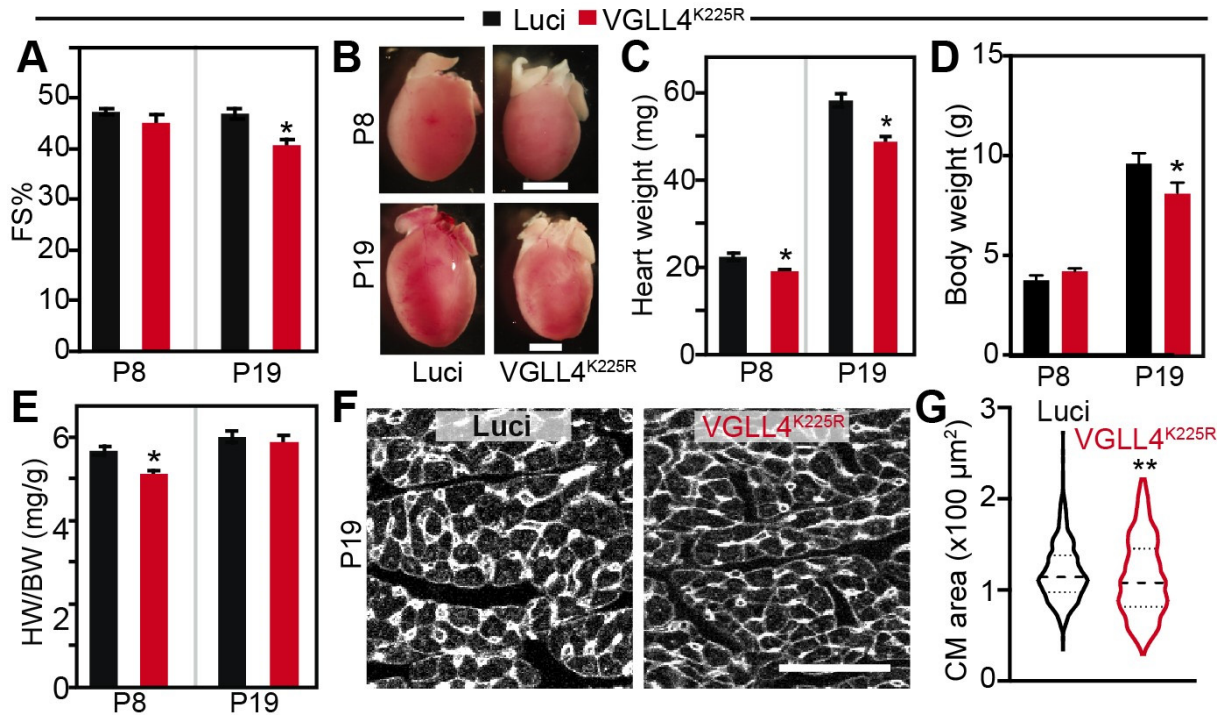 Luci VGLL4K225R
A
FS%
50
40
30
20
10
0
*
P8 P19
B
P8
P19
Luci VGLL4K225R
C
Heart weight (mg)
60
40
20
0
*
*
P8 P19
D
Body weight (g)
15
10
5
0
*
P8 P19
E
HW/BW (mg/g)
6
4
2
0
*
P8 P19
F
Luci VGLL4K225R
P19
G
CM area (x100 µm²)
3
2
1
0
Luci
VGLL4K225R
**